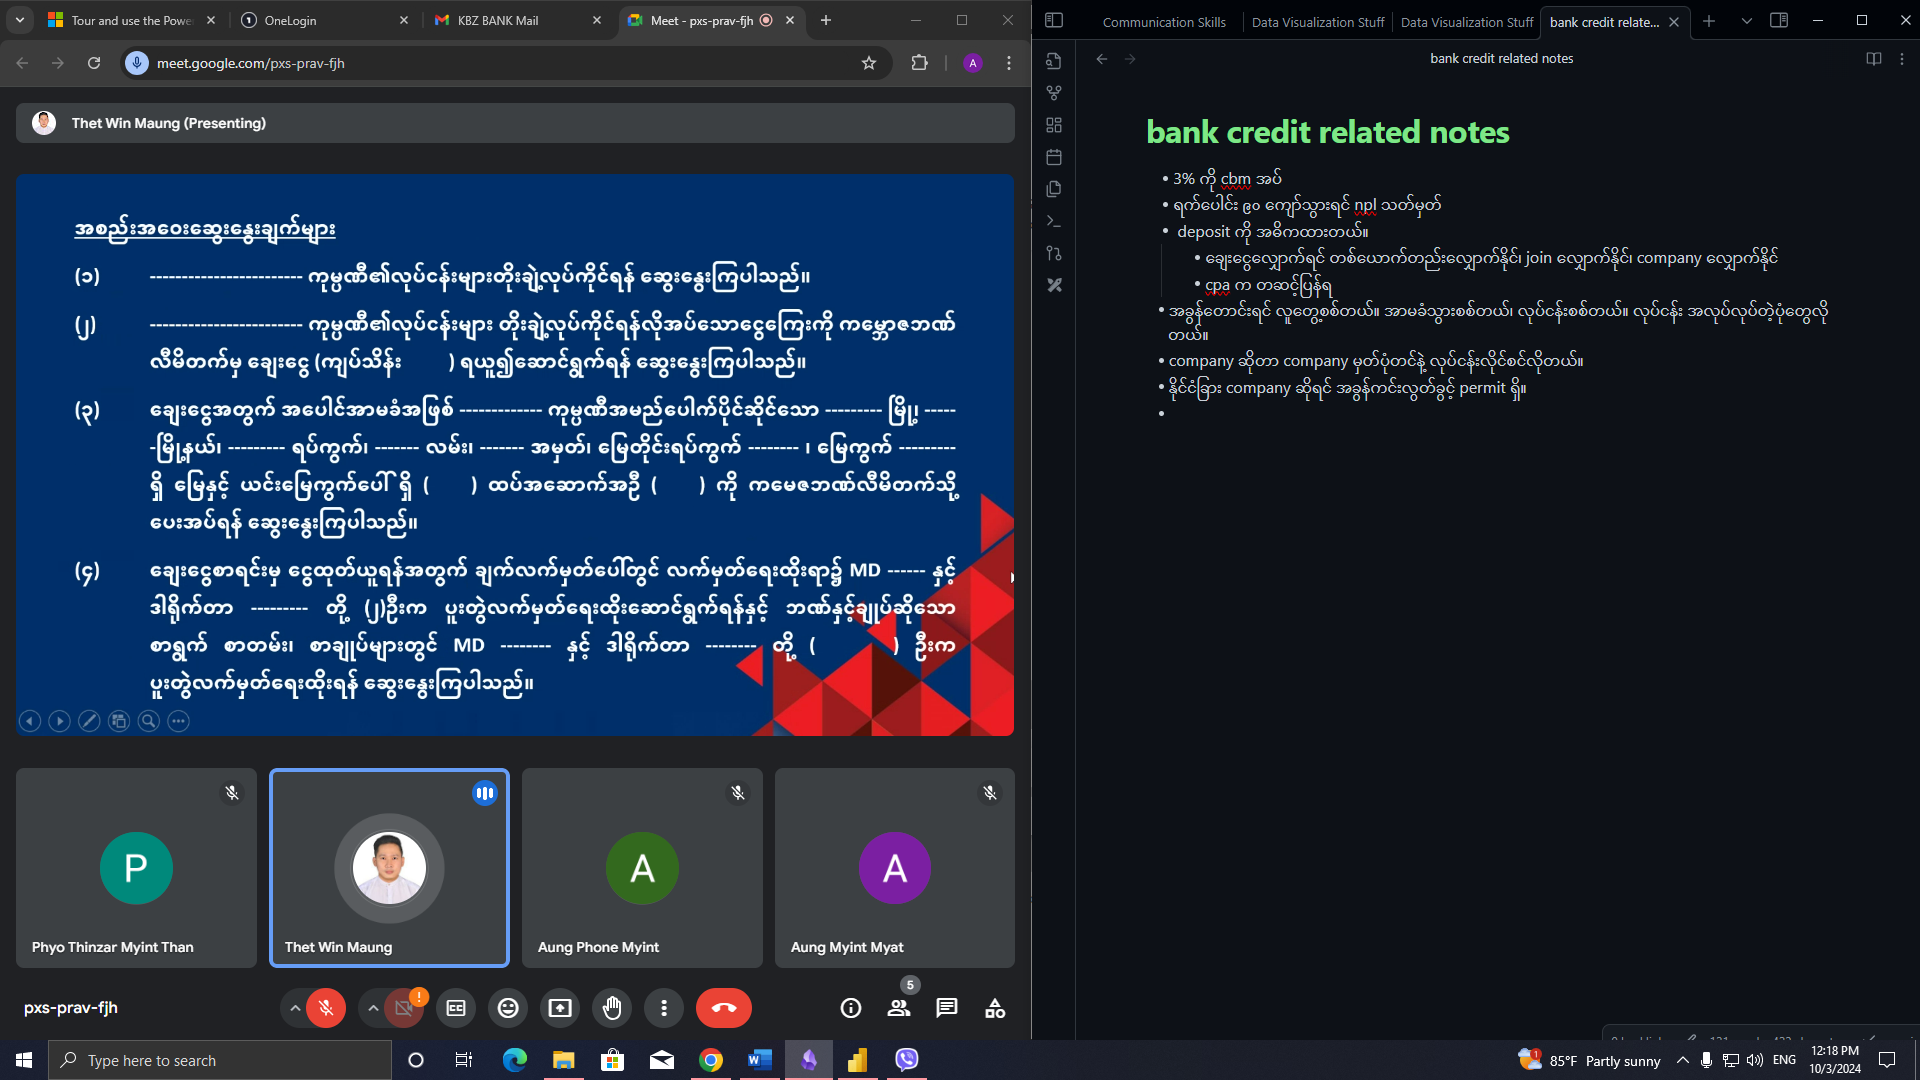 Tour and use the Powe
OneLogin
KBZ BANK Mail
Meet - pxs-prav-fjh
meet.google.com/pxs-prav-fjh
A
Thet Win Maung (Presenting)
အစည်းအဝေးဆွေးနွေးချက်များ
(၁) ------------------------ ကုမ္ပဏီ၏လုပ်ငန်းများတိုးချဲ့လုပ်ကိုင်ရန် ဆွေးနွေးကြပါသည်။
(၂) ------------------------ ကုမ္ပဏီ၏လုပ်ငန်းများ တိုးချဲ့လုပ်ကိုင်ရန်လိုအပ်သောငွေကြေးကို ကမ္ဘောဇဘဏ်
လီမိတက်မှ ချေးငွေ (ကျပ်သိန်း ) ရယူ၍ဆောင်ရွက်ရန် ဆွေးနွေးကြပါသည်။
(၃) ချေးငွေအတွက် အပေါင်အာမခံအဖြစ် ------------- ကုမ္ပဏီအမည်ပေါက်ပိုင်ဆိုင်သော --------- မြို့၊ -----
-မြို့နယ်၊ --------- ရပ်ကွက်၊ ------- လမ်း၊ ------- အမှတ်၊ မြေတိုင်းရပ်ကွက် -------- ၊ မြေကွက် ---------
ရှိ မြေနှင့် ယင်းမြေကွက်ပေါ် ရှိ ( ) ထပ်အဆောက်အဦ ( ) ကို ကမေဇဘဏ်လီမိတက်သို့
ပေးအပ်ရန် ဆွေးနွေးကြပါသည်။
(၄) ချေးငွေစာရင်းမှ ငွေထုတ်ယူရန်အတွက် ချက်လက်မှတ်ပေါ်တွင် လက်မှတ်ရေးထိုးရာ၌ MD ------ နှင့်
ဒါရိုက်တာ --------- တို့ (၂)ဦးက ပူးတွဲလက်မှတ်ရေးထိုးဆောင်ရွက်ရန်နှင့် ဘဏ်နှင့်ချုပ်ဆိုသော
စာရွက် စာတမ်း၊ စာချုပ်များတွင် MD -------- နှင့် ဒါရိုက်တာ -------- တို့ ( ) ဦးက
ပူးတွဲလက်မှတ်ရေးထိုးရန် ဆွေးနွေးကြပါသည်။
P
A
A
Phyo Thinzar Myint Than
Thet Win Maung
Aung Phone Myint
Aung Myint Myat
pxs-prav-fjh
5
Communication Skills
Data Visualization Stuff
Data Visualization Stuff
bank credit relate...
bank credit related notes
bank credit related notes
• 3% ကို cbm အပ်
• ရက်ပေါင်း ၉၀ ကျော်သွားရင် npl သတ်မှတ်
• deposit ကို အဓိကထားတယ်။
• ချေးငွေလျှောက်ရင် တစ်ယောက်တည်းလျှောက်နိုင်၊ join လျှောက်နိုင်၊ company လျှောက်နိုင်
• cpa က တဆင့်ပြန်ရ
• အခွန်တောင်းရင် လူတွေ့စစ်တယ်။ အာမခံသွားစစ်တယ်၊ လုပ်ငန်းစစ်တယ်။ လုပ်ငန်း အလုပ်လုပ်တဲ့ပုံတွေလို
တယ်။
• company ဆိုတာ company မှတ်ပုံတင်နဲ့ လုပ်ငန်းလိုင်စင်လိုတယ်။
• နိုင်ငံခြား company ဆိုရင် အခွန်ကင်းလွတ်ခွင့် permit ရှိ။
Type here to search
85°F Partly sunny
ENG
12:18 PM
10/3/2024